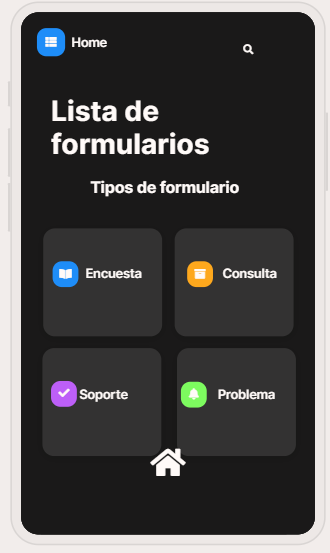 Home
Lista de
formularios
Tipos de formulario
Encuesta
Consulta
Soporte
Problema